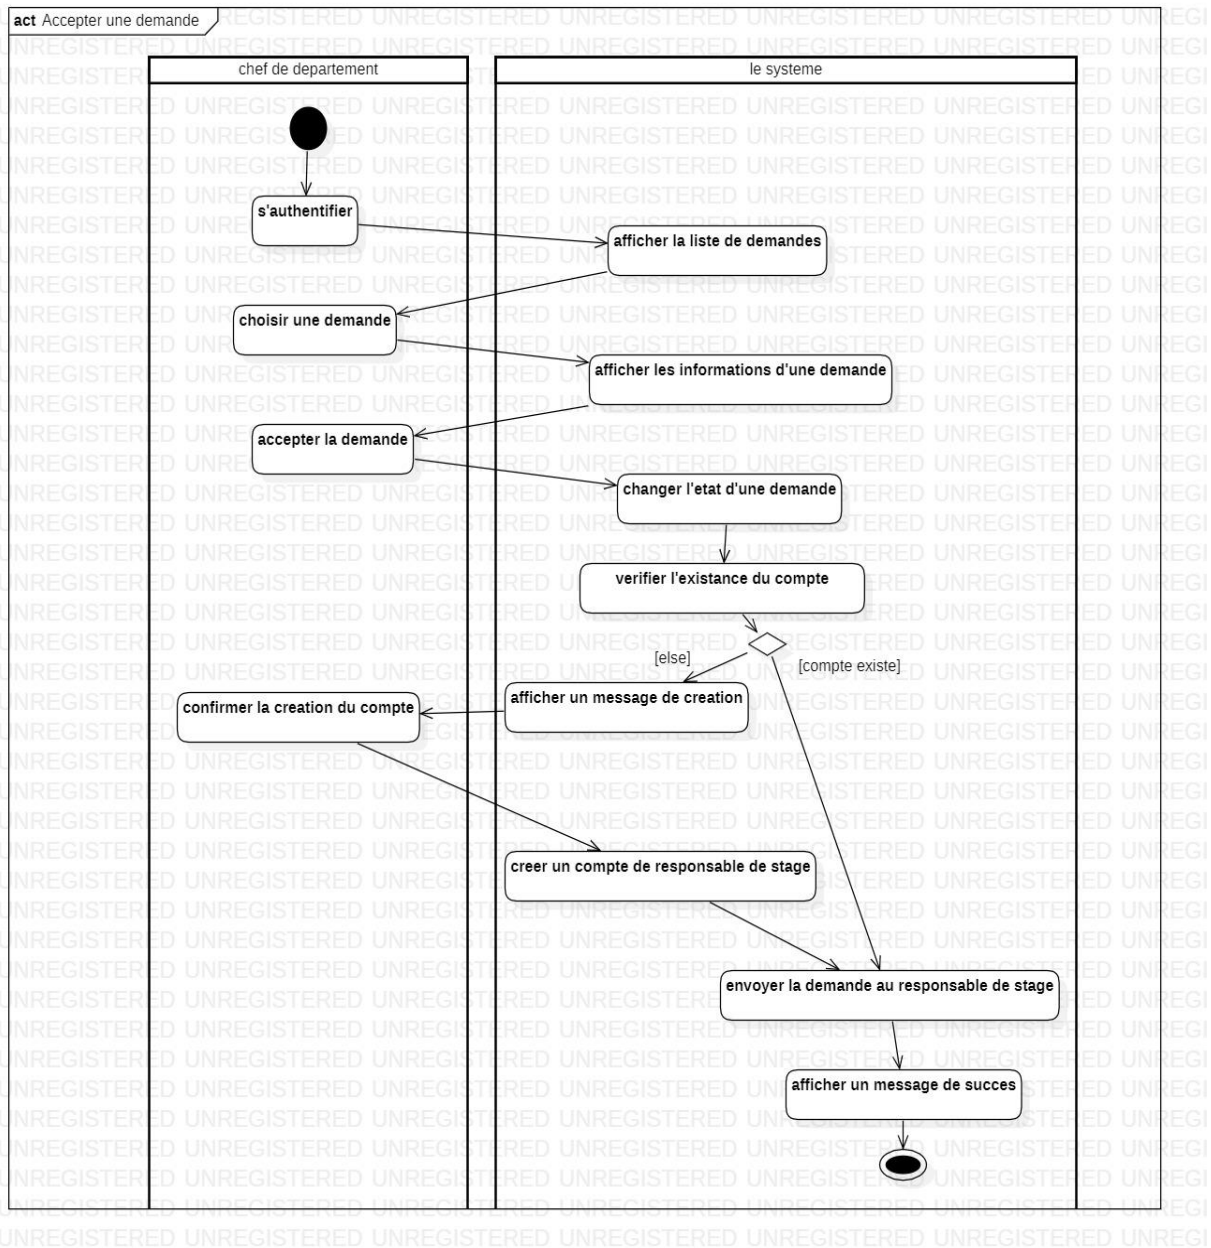 act Accepter une demande
chef de departement
le systeme
s'authentifier
afficher la liste de demandes
choisir une demande
afficher les informations d'une demande
accepter la demande
changer l'etat d'une demande
verifier l'existance du compte
[else]
[compte existe]
afficher un message de creation
confirmer la creation du compte
creer un compte de responsable de stage
envoyer la demande au responsable de stage
afficher un message de succes
UNREGISTERED